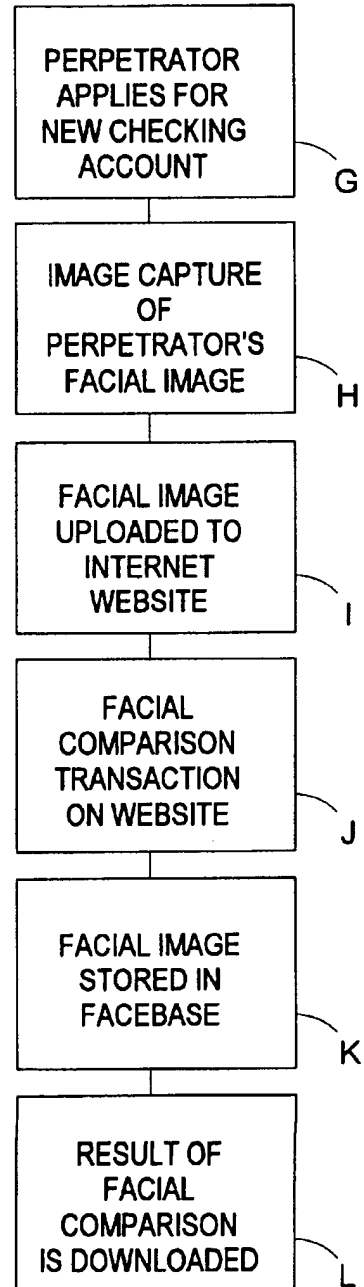 PERPETRATOR
APPLIES FOR
NEW CHECKING
ACCOUNT
G
IMAGE CAPTURE
OF
PERPETRATOR'S
FACIAL IMAGE
H
FACIAL IMAGE
UPLOADED TO
INTERNET
WEBSITE
I
FACIAL
COMPARISON
TRANSACTION
ON WEBSITE
J
FACIAL IMAGE
STORED IN
FACEBASE
K
RESULT OF
FACIAL
COMPARISON
IS DOWNLOADED
L